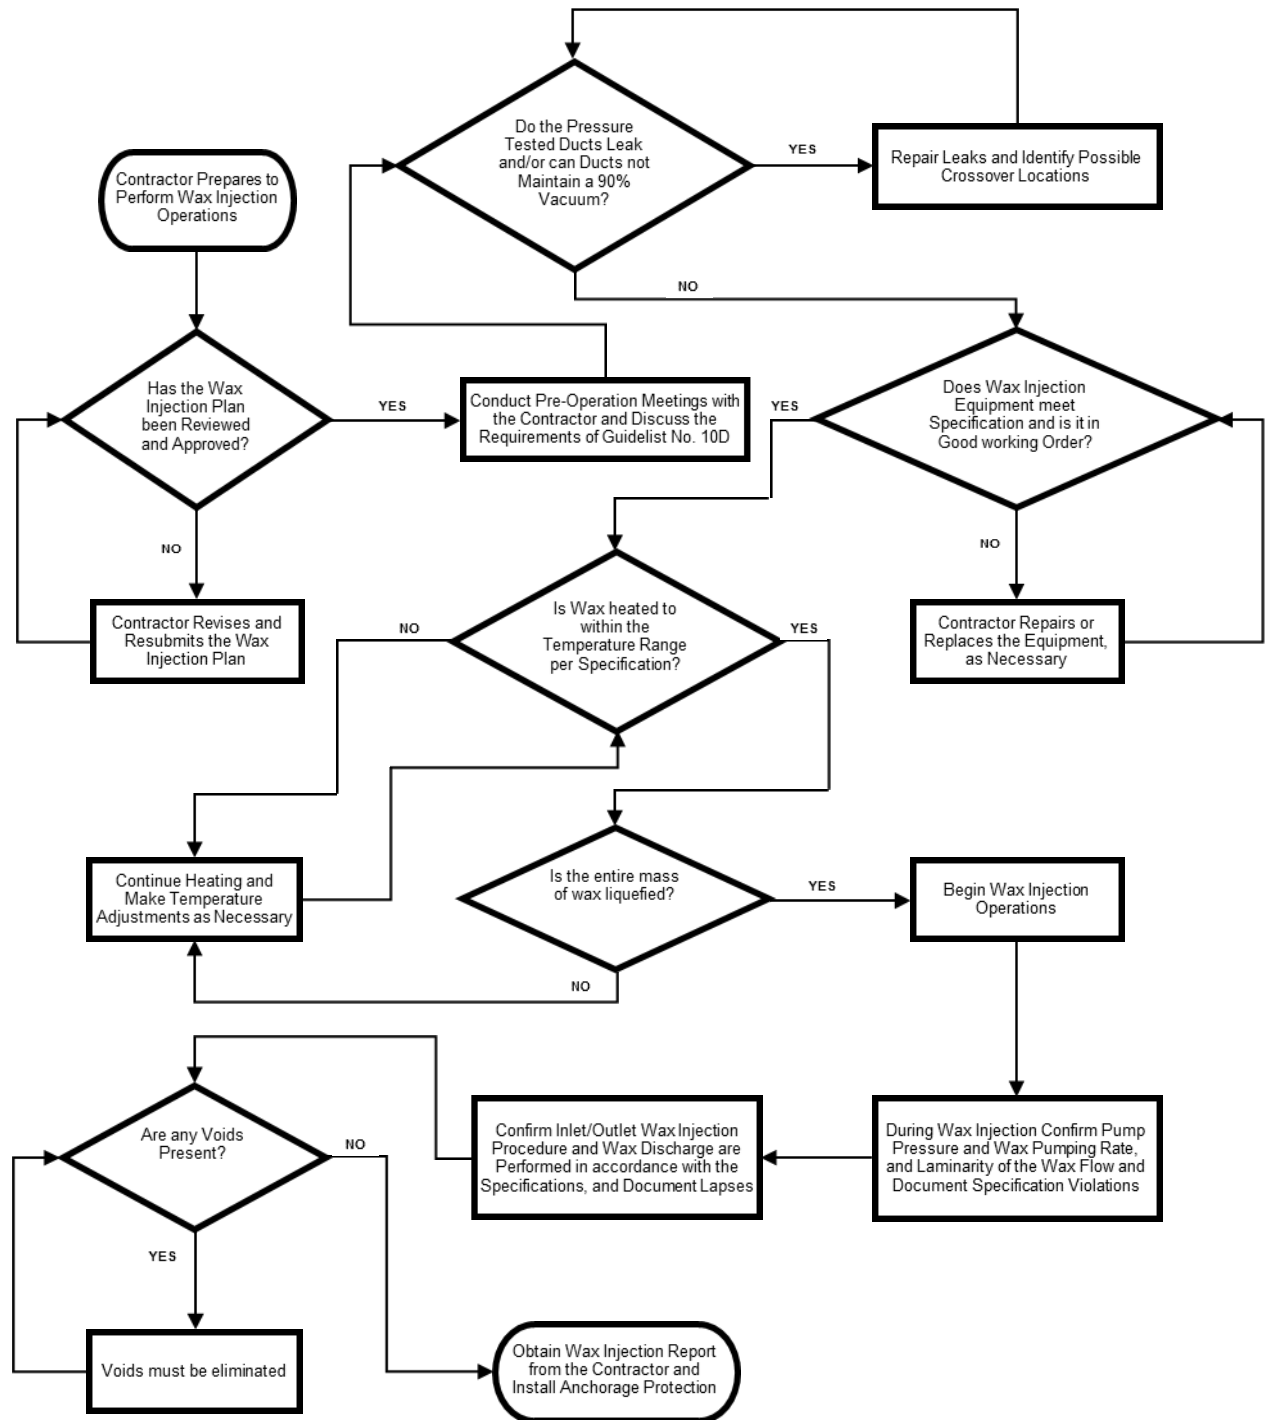 Do the Pressure
Tested Ducts Leak
and/or can Ducts not
Maintain a 90%
Vacuum?
YES
Repair Leaks and Identify Possible
Crossover Locations
Contractor Prepares to
Perform Wax Injection
Operations
NO
Has the Wax
Injection Plan
been Reviewed
and Approved?
YES
Conduct Pre-Operation Meetings with
the Contractor and Discuss the
Requirements of Guidelist No. 10D
YES
Does Wax Injection
Equipment meet
Specification and is it in
Good working Order?
NO
NO
Contractor Revises and
Resubmits the Wax
Injection Plan
NO
Is Wax heated to
within the
Temperature Range
per Specification?
YES
Contractor Repairs or
Replaces the Equipment,
as Necessary
Continue Heating and
Make Temperature
Adjustments as Necessary
Is the entire mass
of wax liquefied?
YES
Begin Wax Injection
Operations
NO
Are any Voids
Present?
NO
Confirm Inlet/Outlet Wax Injection
Procedure and Wax Discharge are
Performed in accordance with the
Specifications, and Document Lapses
During Wax Injection Confirm Pump
Pressure and Wax Pumping Rate,
and Laminarity of the Wax Flow and
Document Specification Violations
YES
Voids must be eliminated
Obtain Wax Injection Report
from the Contractor and
Install Anchorage Protection